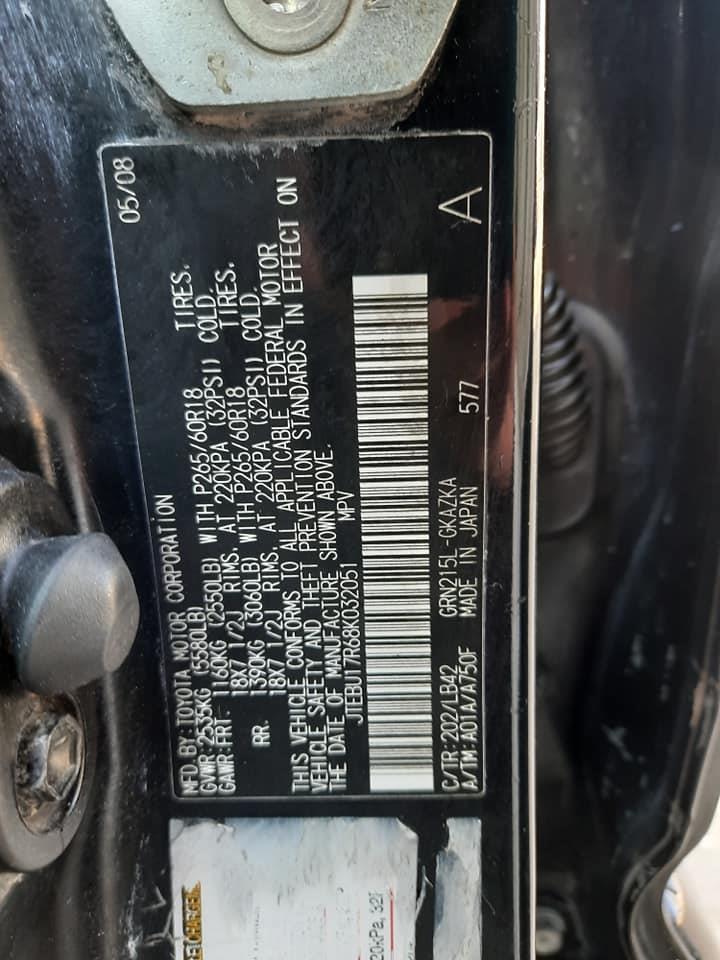 MFD. BY: TOYOTA MOTOR CORPORATION 05/08
GVWR: 2535KG (5580LB)
GAWR: FRT. 1160KG (2550LB) WITH P265/60R18 TIRES.
18X7 1/2J RIMS. AT 220KPA (32PSI) COLD.
RR. 1390KG (3060LB) WITH P265/60R18 TIRES.
18X7 1/2J RIMS. AT 220KPA (32PSI) COLD.
THIS VEHICLE CONFORMS TO ALL APPLICABLE FEDERAL MOTOR
VEHICLE SAFETY AND THEFT PREVENTION STANDARDS IN EFFECT ON
THE DATE OF MANUFACTURE SHOWN ABOVE.
JTEBU17R68K032051 MPV
C/TR: 202/LB42 GRN215L-GKAZKA A
A/TM: A01A/A750F MADE IN JAPAN 577
20kPa, 32